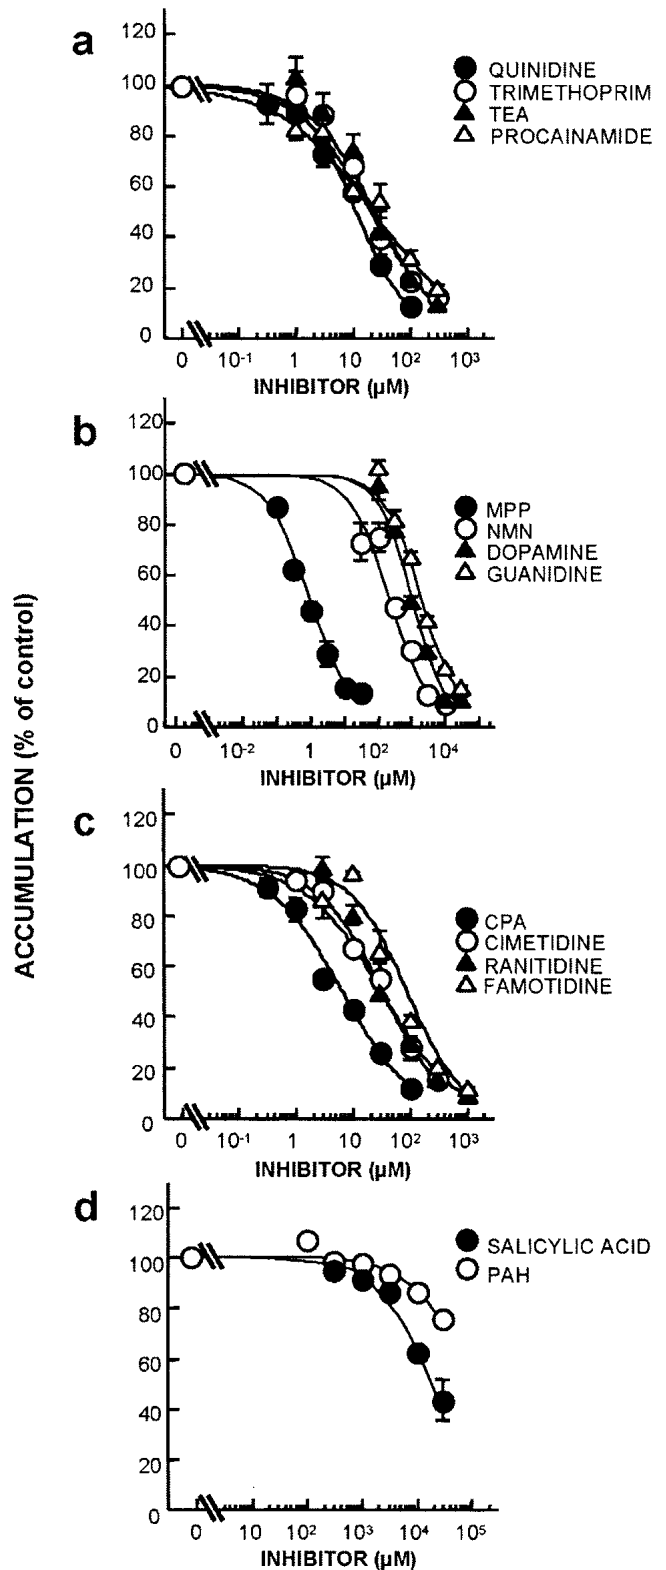 ACCUMULATION (% of control)
a
120
100
80
60
40
20
0
0 10-1 1 10 10² 10³
INHIBITOR (µM)
QUINIDINE
TRIMETHOPRIM
TEA
PROCAINAMIDE
b
120
100
80
60
40
20
0
0 10-2 1 10² 10⁴
INHIBITOR (µM)
MPP
NMN
DOPAMINE
GUANIDINE
c
120
100
80
60
40
20
0
0 10-1 1 10 10² 10³
INHIBITOR (µM)
CPA
CIMETIDINE
RANITIDINE
FAMOTIDINE
d
120
100
80
60
40
20
0
0 10 10² 10³ 10⁴ 10⁵
INHIBITOR (µM)
SALICYLIC ACID
PAH